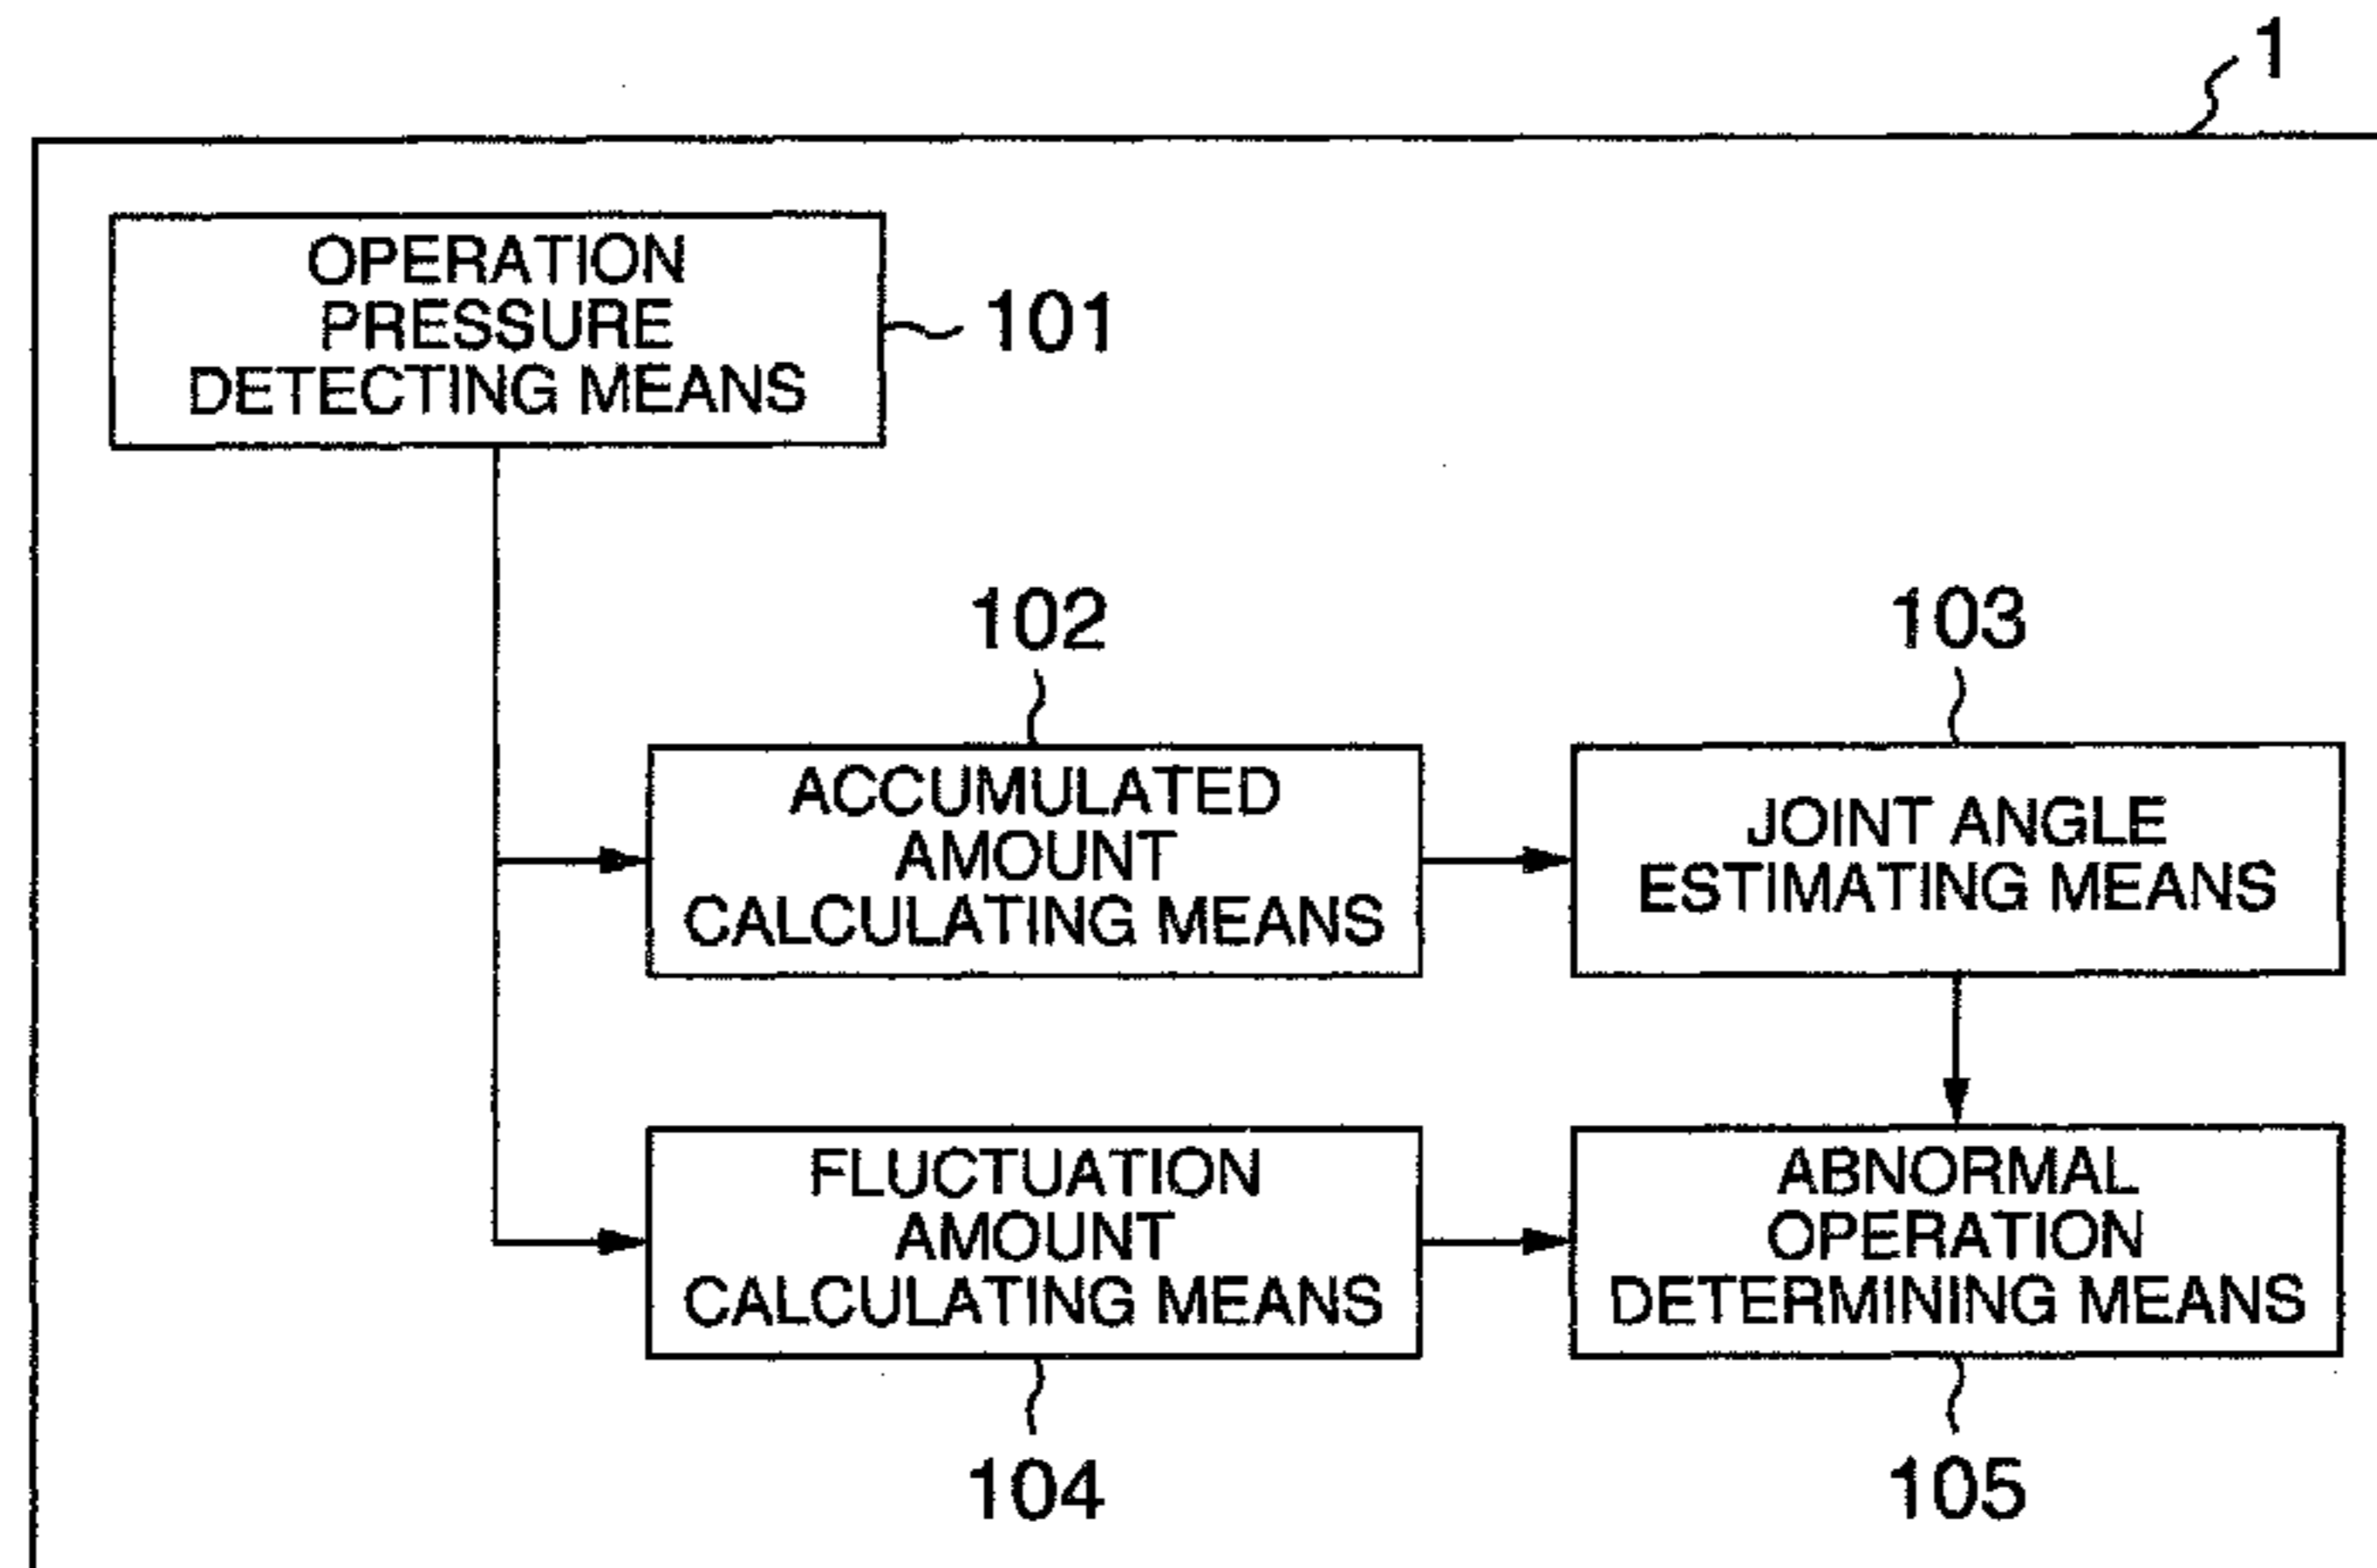 1
OPERATION
PRESSURE
DETECTING MEANS
101
102
103
ACCUMULATED
AMOUNT
CALCULATING MEANS
JOINT ANGLE
ESTIMATING MEANS
FLUCTUATION
AMOUNT
CALCULATING MEANS
ABNORMAL
OPERATION
DETERMINING MEANS
104
105